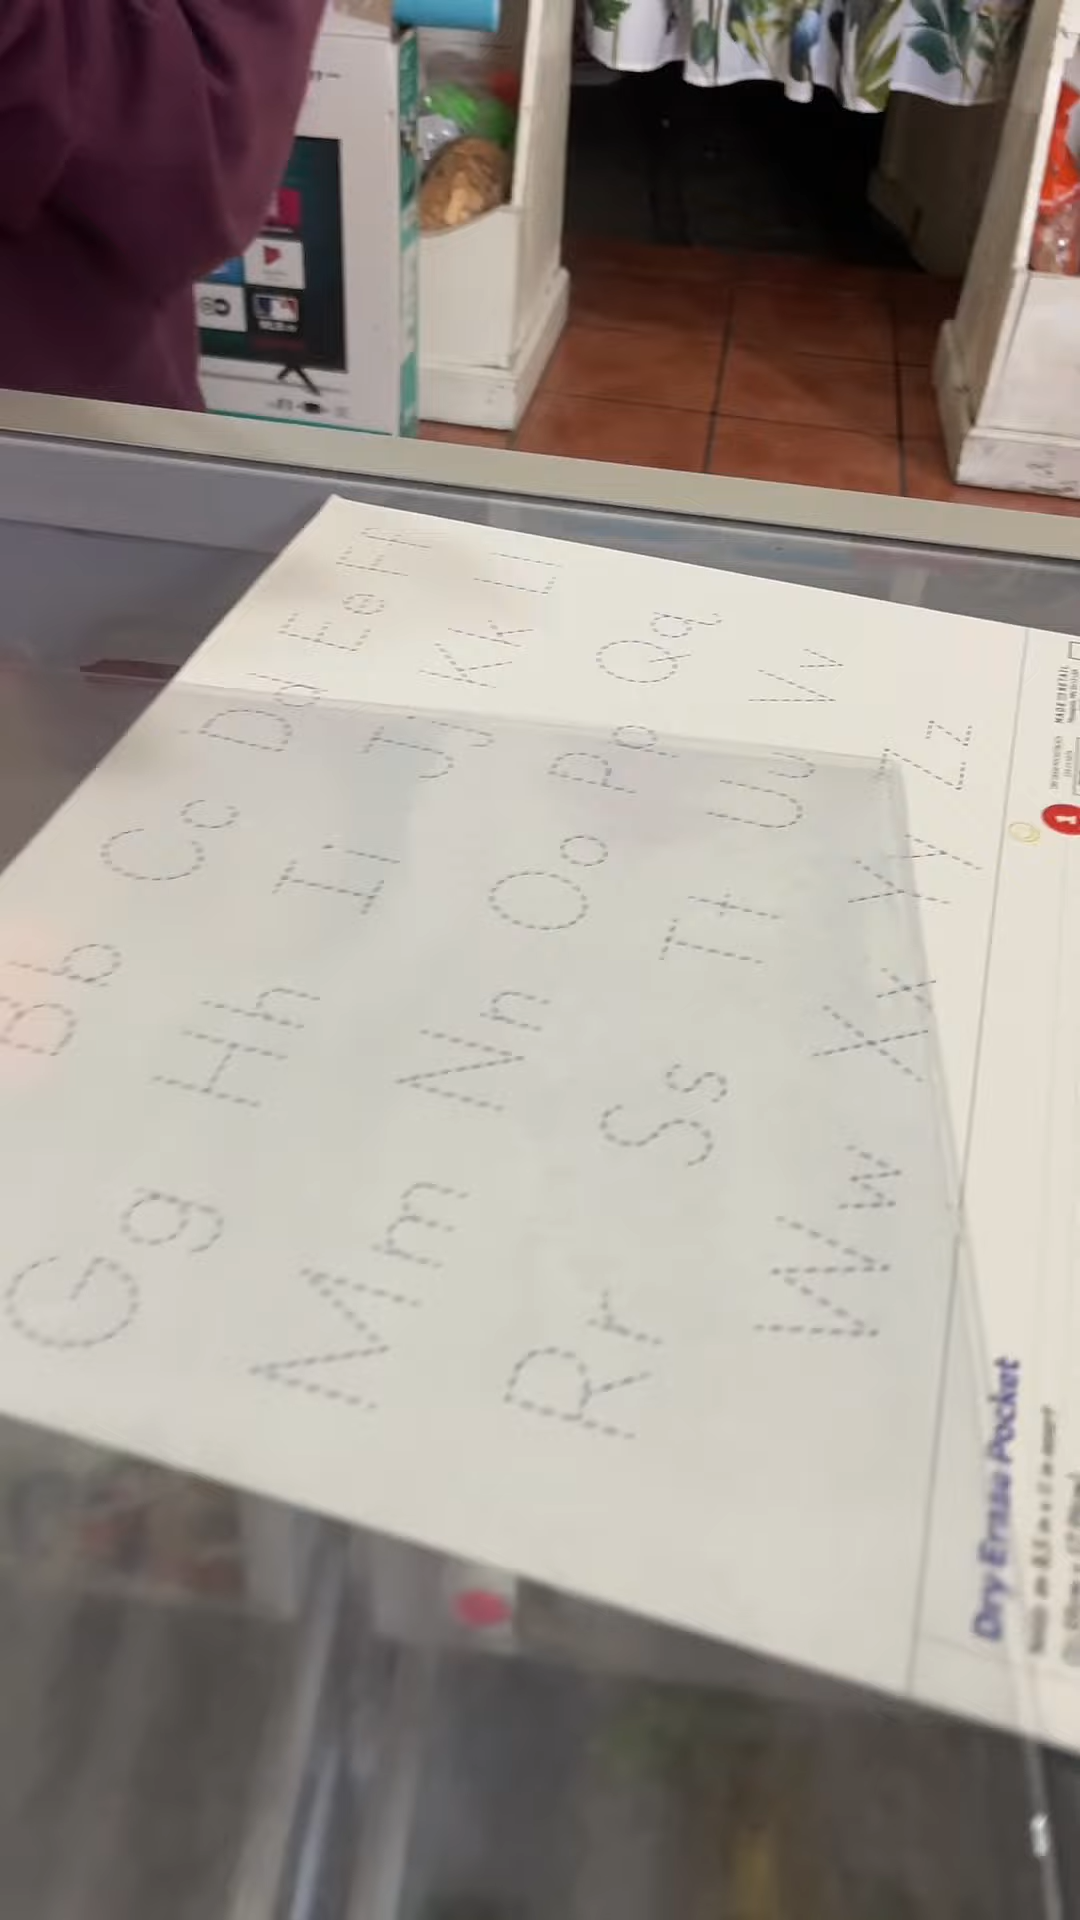 Bb Cc Dd Ee Ff
Gg Hh Ii Jj Kk Ll
Mm Nn Oo Pp Qq
Rr Ss Tt Uu Vv
Ww Xx Yy Zz
Dry Erase Pocket
1